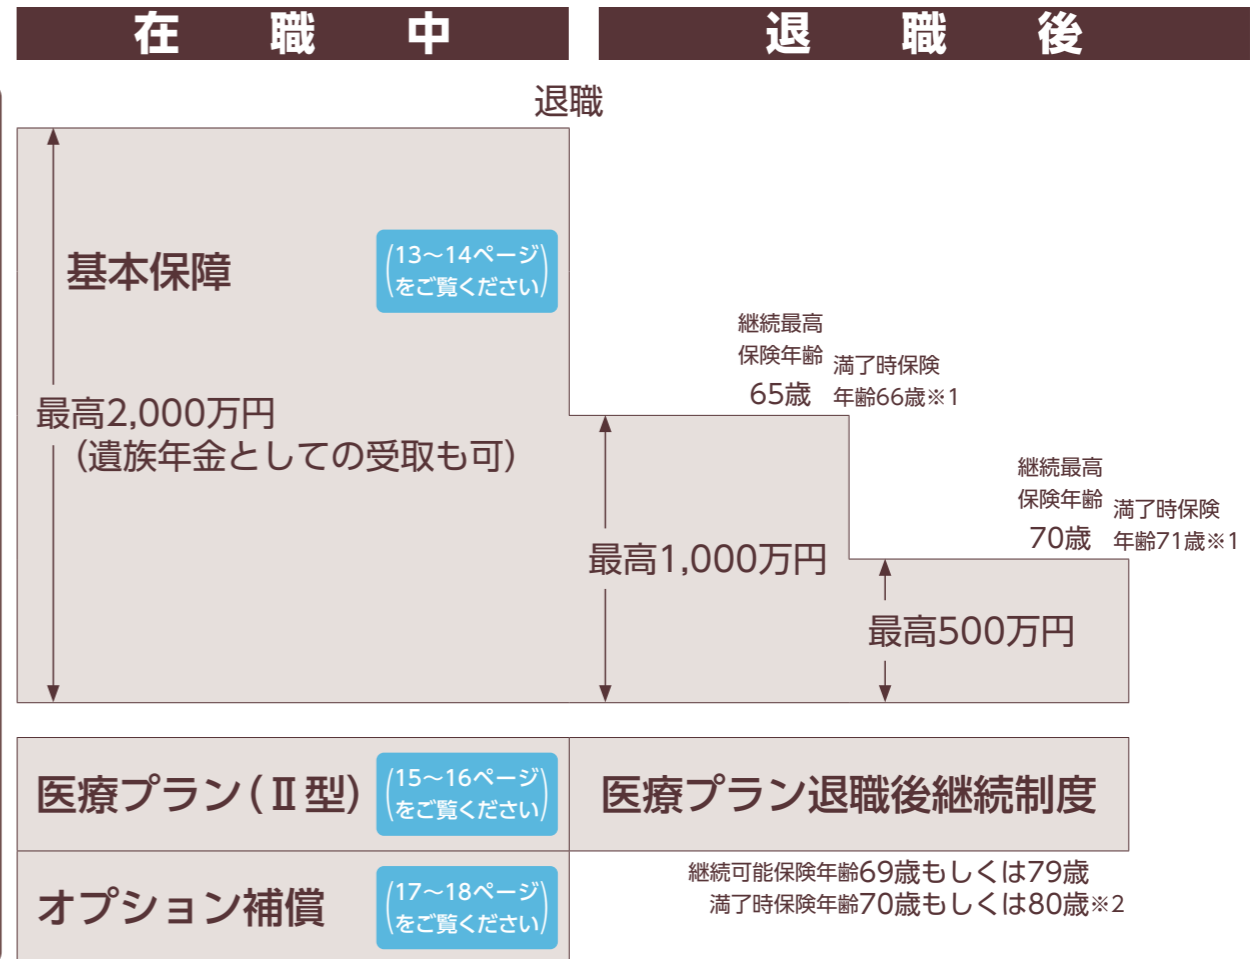 在職中
退職後
退職
基本保障
(13〜14ページ
をご覧ください)
最高2,000万円
（遺族年金としての受取も可）
継続最高
保険年齢
65歳
満了時保険
年齢66歳※1
最高1,000万円
継続最高
保険年齢
70歳
満了時保険
年齢71歳※1
最高500万円
医療プラン(Ⅱ型)
(15〜16ページ
をご覧ください)
医療プラン退職後継続制度
オプション補償
(17〜18ページ
をご覧ください)
継続可能保険年齢69歳もしくは79歳
満了時保険年齢70歳もしくは80歳※2